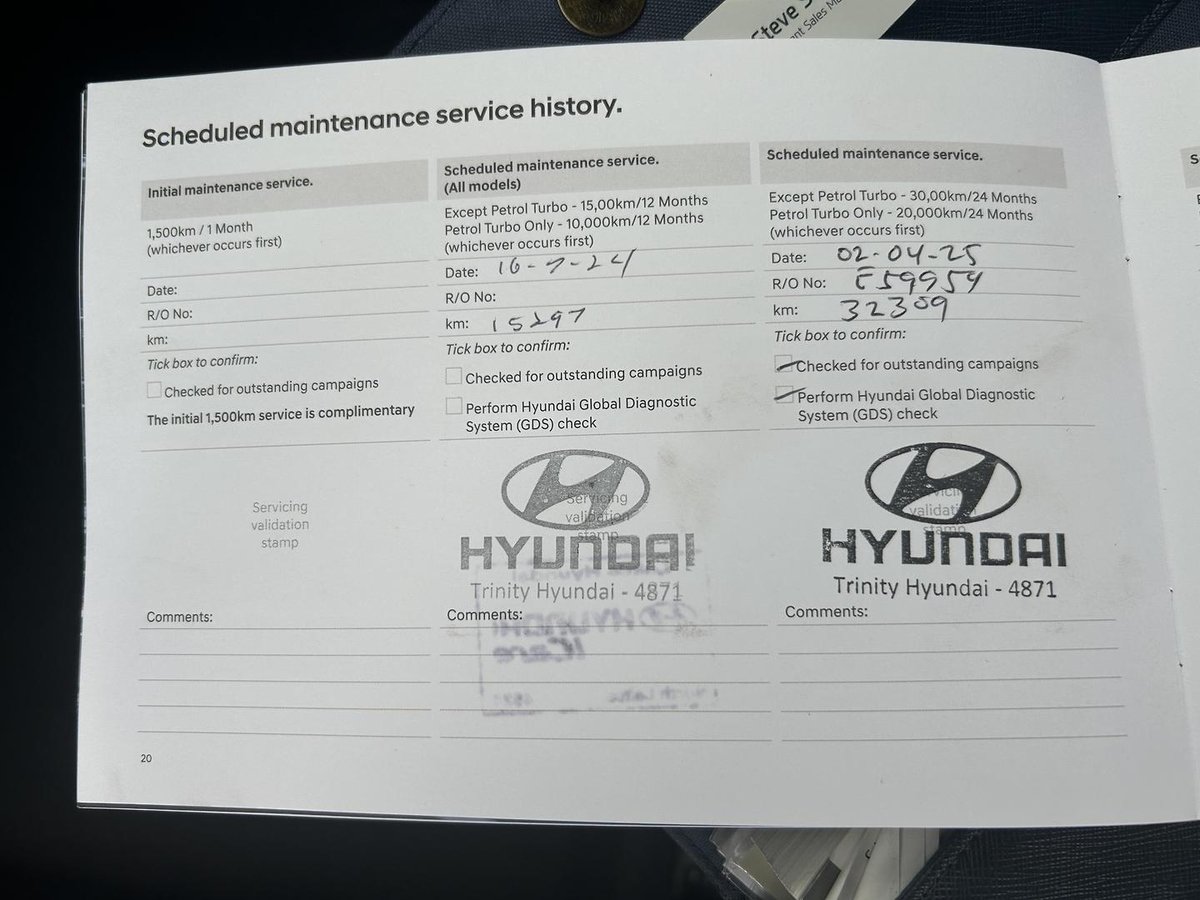 Steve
Scheduled maintenance service history.
Initial maintenance service.
1,500km / 1 Month
(whichever occurs first)
Date:
R/O No:
km:
Tick box to confirm:
Checked for outstanding campaigns
The initial 1,500km service is complimentary
Servicing
validation
stamp
Comments:
Scheduled maintenance service.
(All models)
Except Petrol Turbo - 15,00km/12 Months
Petrol Turbo Only - 10,000km/12 Months
(whichever occurs first)
Date: 16-7-24
R/O No:
km: 15297
Tick box to confirm:
Checked for outstanding campaigns
Perform Hyundai Global Diagnostic
System (GDS) check
Servicing
validation
stamp
HYUNDAI
Trinity Hyundai - 4871
Comments:
Scheduled maintenance service.
Except Petrol Turbo - 30,00km/24 Months
Petrol Turbo Only - 20,000km/24 Months
(whichever occurs first)
Date: 02-04-25
R/O No: F59954
km: 32309
Tick box to confirm:
Checked for outstanding campaigns
Perform Hyundai Global Diagnostic
System (GDS) check
stamp
HYUNDAI
Trinity Hyundai - 4871
Comments:
20